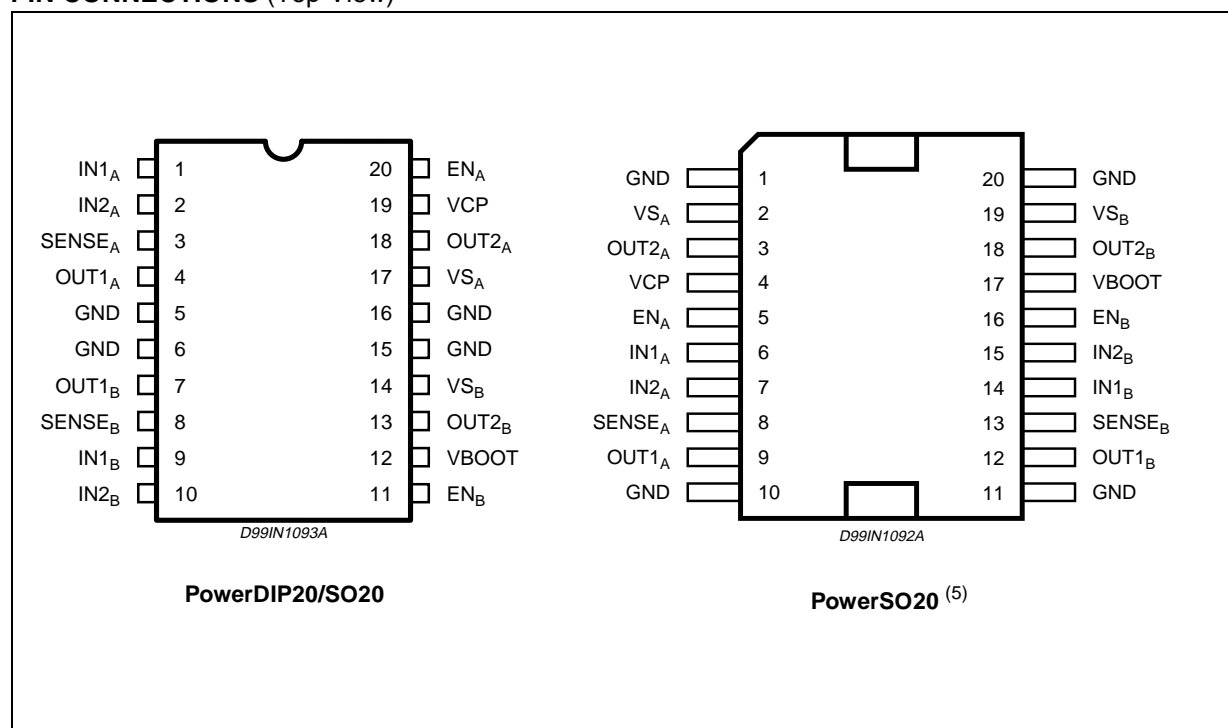 PIN CONNECTIONS (Top View)
IN1A 1 20 ENA
IN2A 2 19 VCP
SENSEA 3 18 OUT2A
OUT1A 4 17 VSA
GND 5 16 GND
GND 6 15 GND
OUT1B 7 14 VSB
SENSEB 8 13 OUT2B
IN1B 9 12 VBOOT
IN2B 10 11 ENB
D99IN1093A
PowerDIP20/SO20
GND 1 20 GND
VSA 2 19 VSB
OUT2A 3 18 OUT2B
VCP 4 17 VBOOT
ENA 5 16 ENB
IN1A 6 15 IN2B
IN2A 7 14 IN1B
SENSEA 8 13 SENSEB
OUT1A 9 12 OUT1B
GND 10 11 GND
D99IN1092A
PowerSO20 (5)